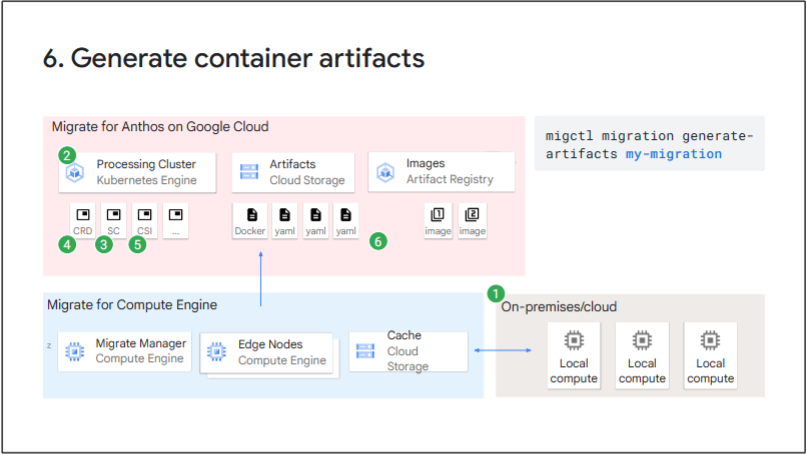 6. Generate container artifacts
Migrate for Anthos on Google Cloud
migctl migration generate-
artifacts my-migration
2
Processing Cluster
Kubernetes Engine
Artifacts
Cloud Storage
Images
Artifact Registry
CRD
SC
CSI
...
Docker
yaml
yaml
yaml
1
image
2
image
4
3
5
6
Migrate for Compute Engine
1
On-premises/cloud
z
Migrate Manager
Compute Engine
Edge Nodes
Compute Engine
Cache
Cloud
Storage
Local
compute
Local
compute
Local
compute